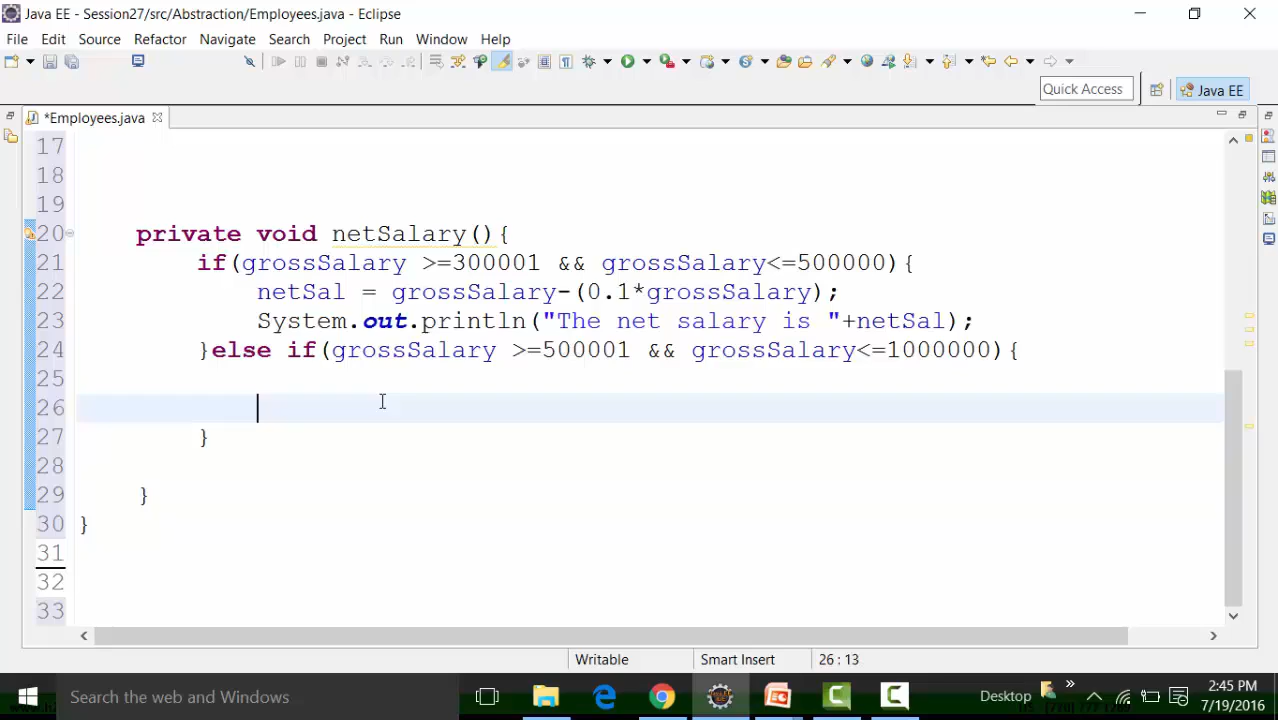 Java EE - Session27/src/Abstraction/Employees.java - Eclipse
File Edit Source Refactor Navigate Search Project Run Window Help
Quick Access
Java EE
*Employees.java
17
18
19
20 private void netSalary(){
21 if(grossSalary >=300001 && grossSalary<=500000){
22 netSal = grossSalary-(0.1*grossSalary);
23 System.out.println("The net salary is "+netSal);
24 }else if(grossSalary >=500001 && grossSalary<=1000000){
25
26
27 }
28
29 }
30 }
31
32
33
Writable Smart Insert 26 : 13
Search the web and Windows
Desktop
2:45 PM
7/19/2016